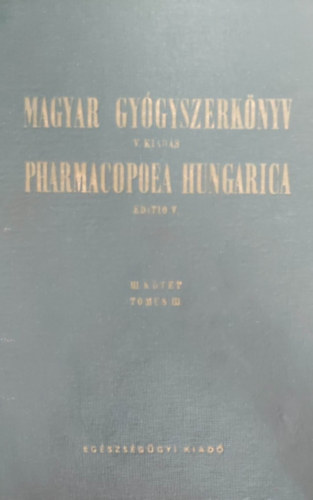 MAGYAR GYÓGYSZERKÖNYV
V. KIADÁS
PHARMACOPOEA HUNGARICA
EDITIO V.
III. KÖTET
TOMUS III.
EGÉSZSÉGÜGYI KIADÓ